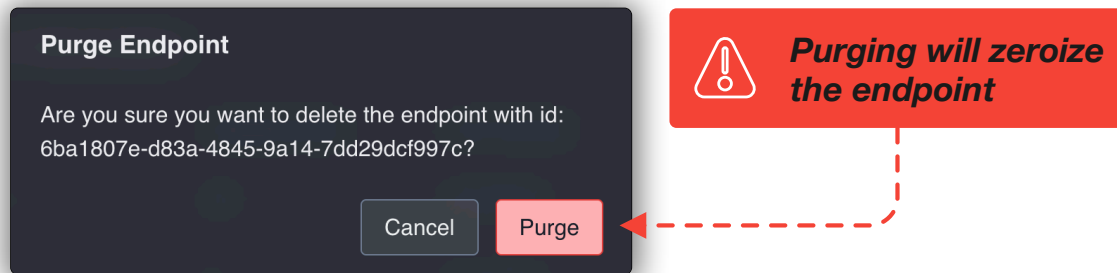 Purge Endpoint
Are you sure you want to delete the endpoint with id:
6ba1807e-d83a-4845-9a14-7dd29dcf997c?
Cancel
Purge
Purging will zeroize
the endpoint